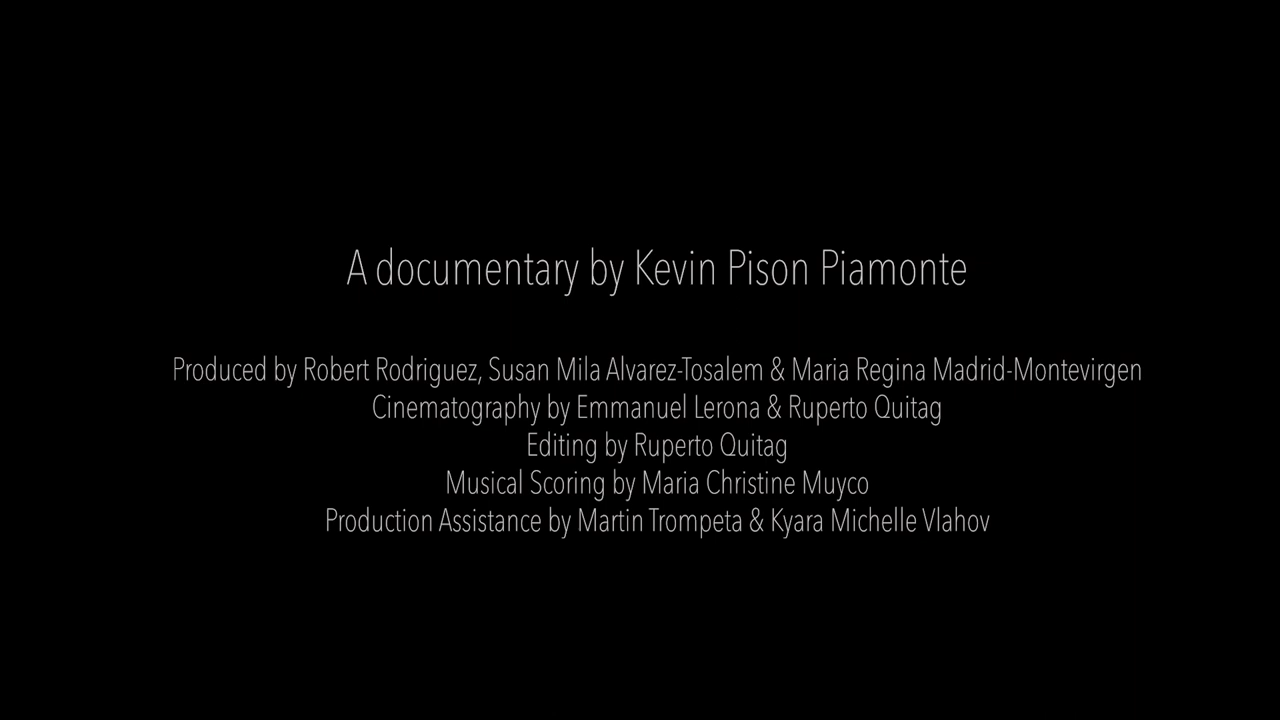 A documentary by Kevin Pison Piamonte
Produced by Robert Rodriguez, Susan Mila Alvarez-Tosalem & Maria Regina Madrid-Montevirgen
Cinematography by Emmanuel Lerona & Ruperto Quitag
Editing by Ruperto Quitag
Musical Scoring by Maria Christine Muyco
Production Assistance by Martin Trompeta & Kyara Michelle Vlahov